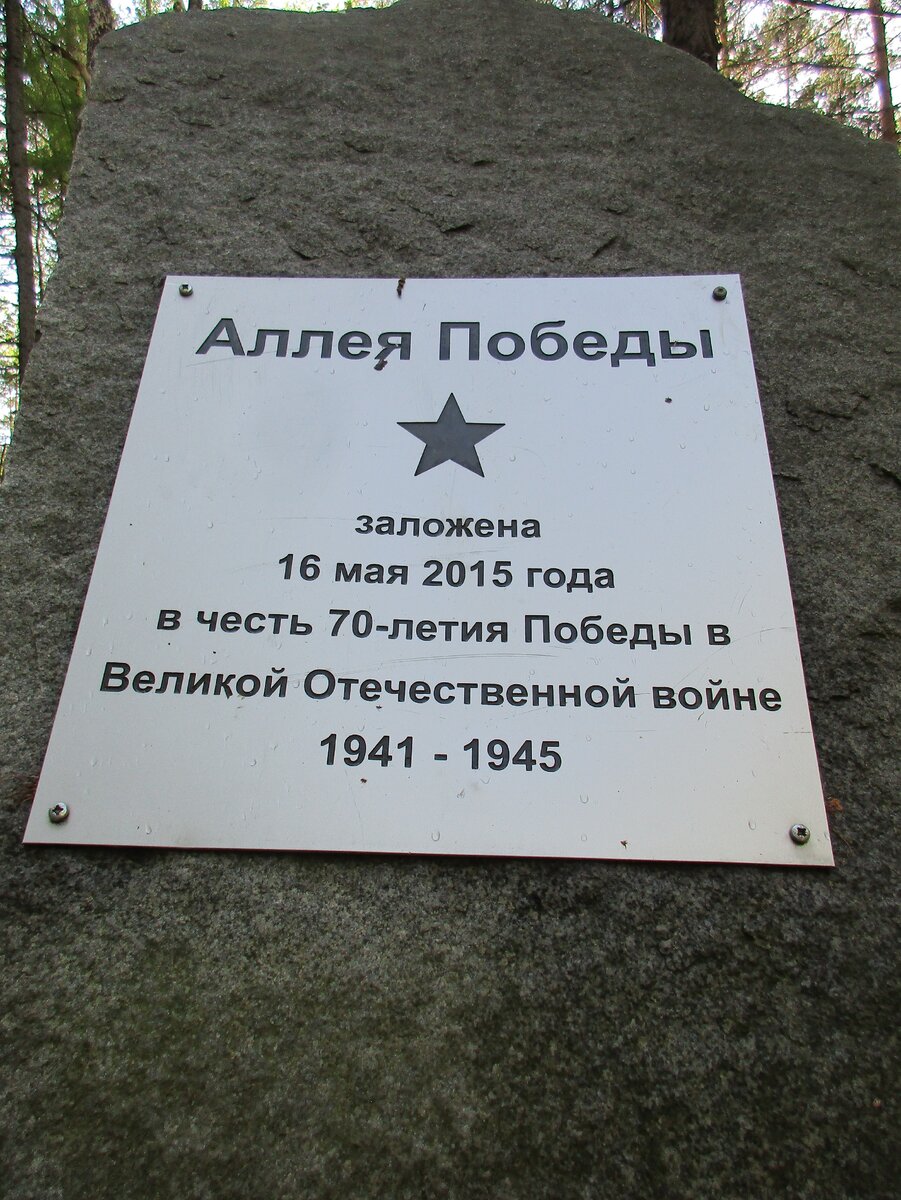 Аллея Победы
заложена
16 мая 2015 года
в честь 70-летия Победы в
Великой Отечественной войне
1941 - 1945